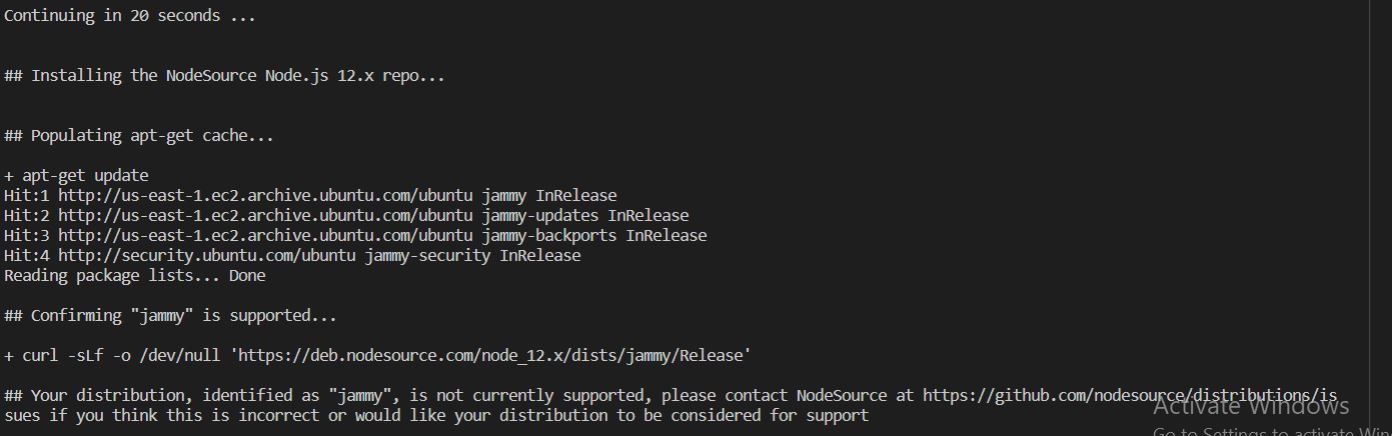 Continuing in 20 seconds ...
## Installing the NodeSource Node.js 12.x repo...
## Populating apt-get cache...
+ apt-get update
Hit:1 http://us-east-1.ec2.archive.ubuntu.com/ubuntu jammy InRelease
Hit:2 http://us-east-1.ec2.archive.ubuntu.com/ubuntu jammy-updates InRelease
Hit:3 http://us-east-1.ec2.archive.ubuntu.com/ubuntu jammy-backports InRelease
Hit:4 http://security.ubuntu.com/ubuntu jammy-security InRelease
Reading package lists... Done
## Confirming "jammy" is supported...
+ curl -sLf -o /dev/null 'https://deb.nodesource.com/node_12.x/dists/jammy/Release'
## Your distribution, identified as "jammy", is not currently supported, please contact NodeSource at https://github.com/nodesource/distributions/is
sues if you think this is incorrect or would like your distribution to be considered for support
Activate Windows
Go to Settings to activate Win